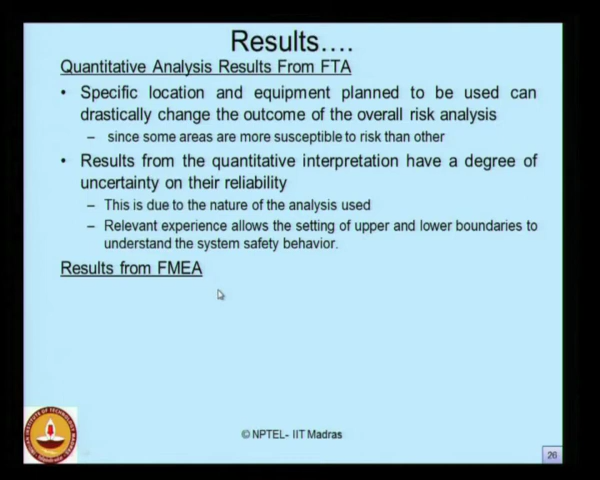 Results....
Quantitative Analysis Results From FTA
• Specific location and equipment planned to be used can
drastically change the outcome of the overall risk analysis
– since some areas are more susceptible to risk than other
• Results from the quantitative interpretation have a degree of
uncertainty on their reliability
– This is due to the nature of the analysis used
– Relevant experience allows the setting of upper and lower boundaries to
understand the system safety behavior.
Results from FMEA
© NPTEL- IIT Madras
26